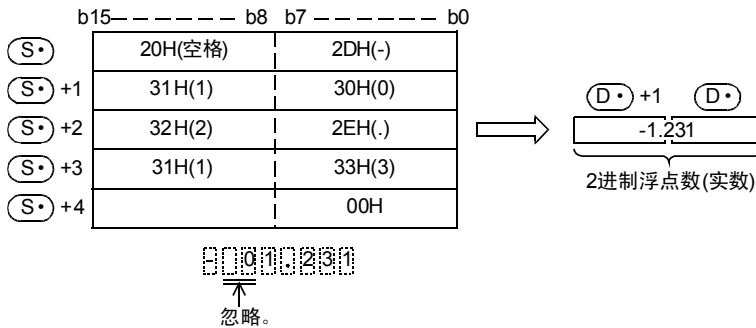 b15 b8 b7 b0
S· 20H(空格) 2DH(-)
S· +1 31H(1) 30H(0)
S· +2 32H(2) 2EH(.)
S· +3 31H(1) 33H(3)
S· +4 00H
D· +1 D·
-1.231
2进制浮点数(实数)
- 01.231
忽略。